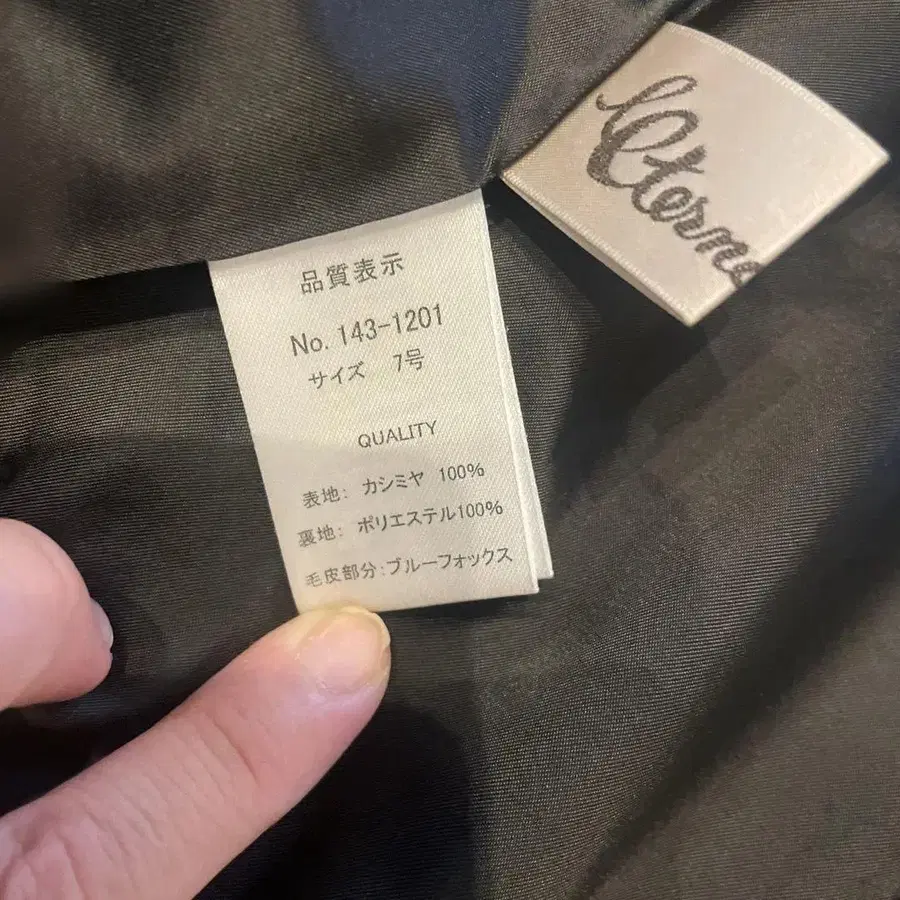 品質表示
No. 143-1201
サイズ 7号
QUALITY
表地: カシミヤ 100%
裏地: ポリエステル100%
毛皮部分:ブルーフォックス